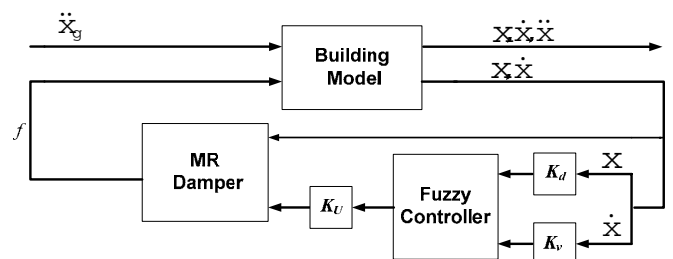 ẍg
Building
Model
x,ẋ,ẍ
x,ẋ
f
MR
Damper
KU
Fuzzy
Controller
Kd
x
Kv
ẋ